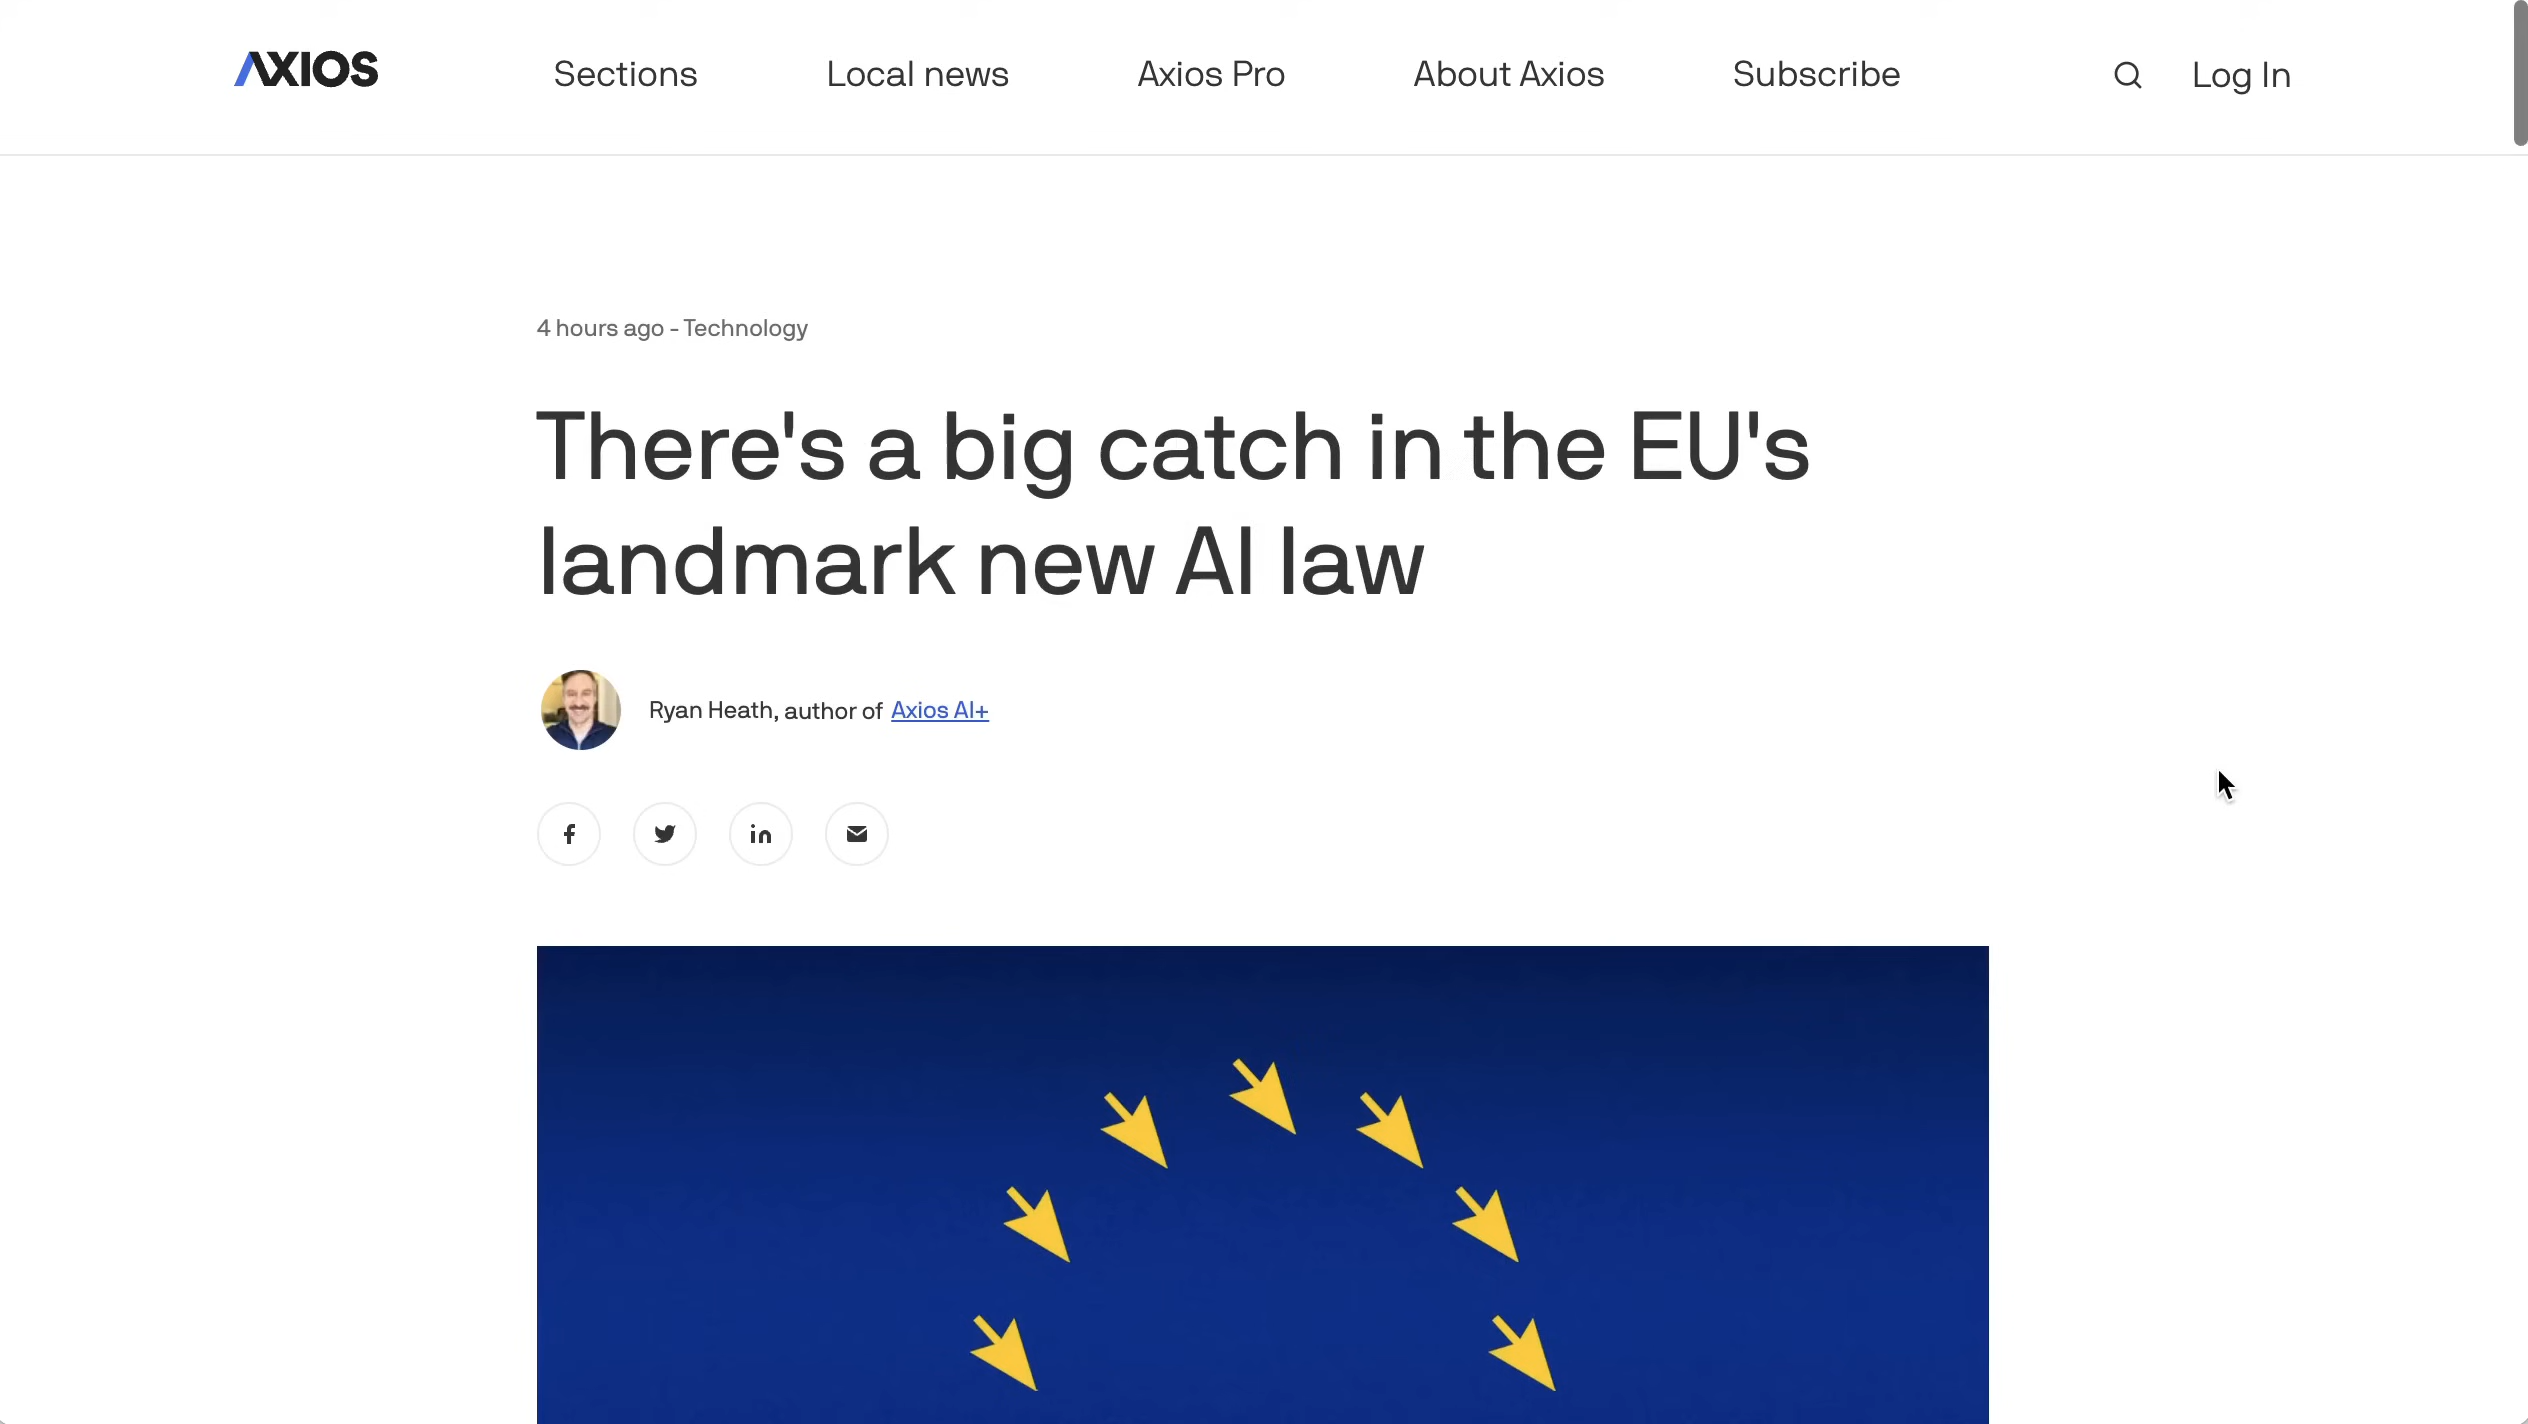 AXIOS
Sections
Local news
Axios Pro
About Axios
Subscribe
Log In
4 hours ago - Technology
There's a big catch in the EU's
landmark new AI law
Ryan Heath, author of Axios AI+